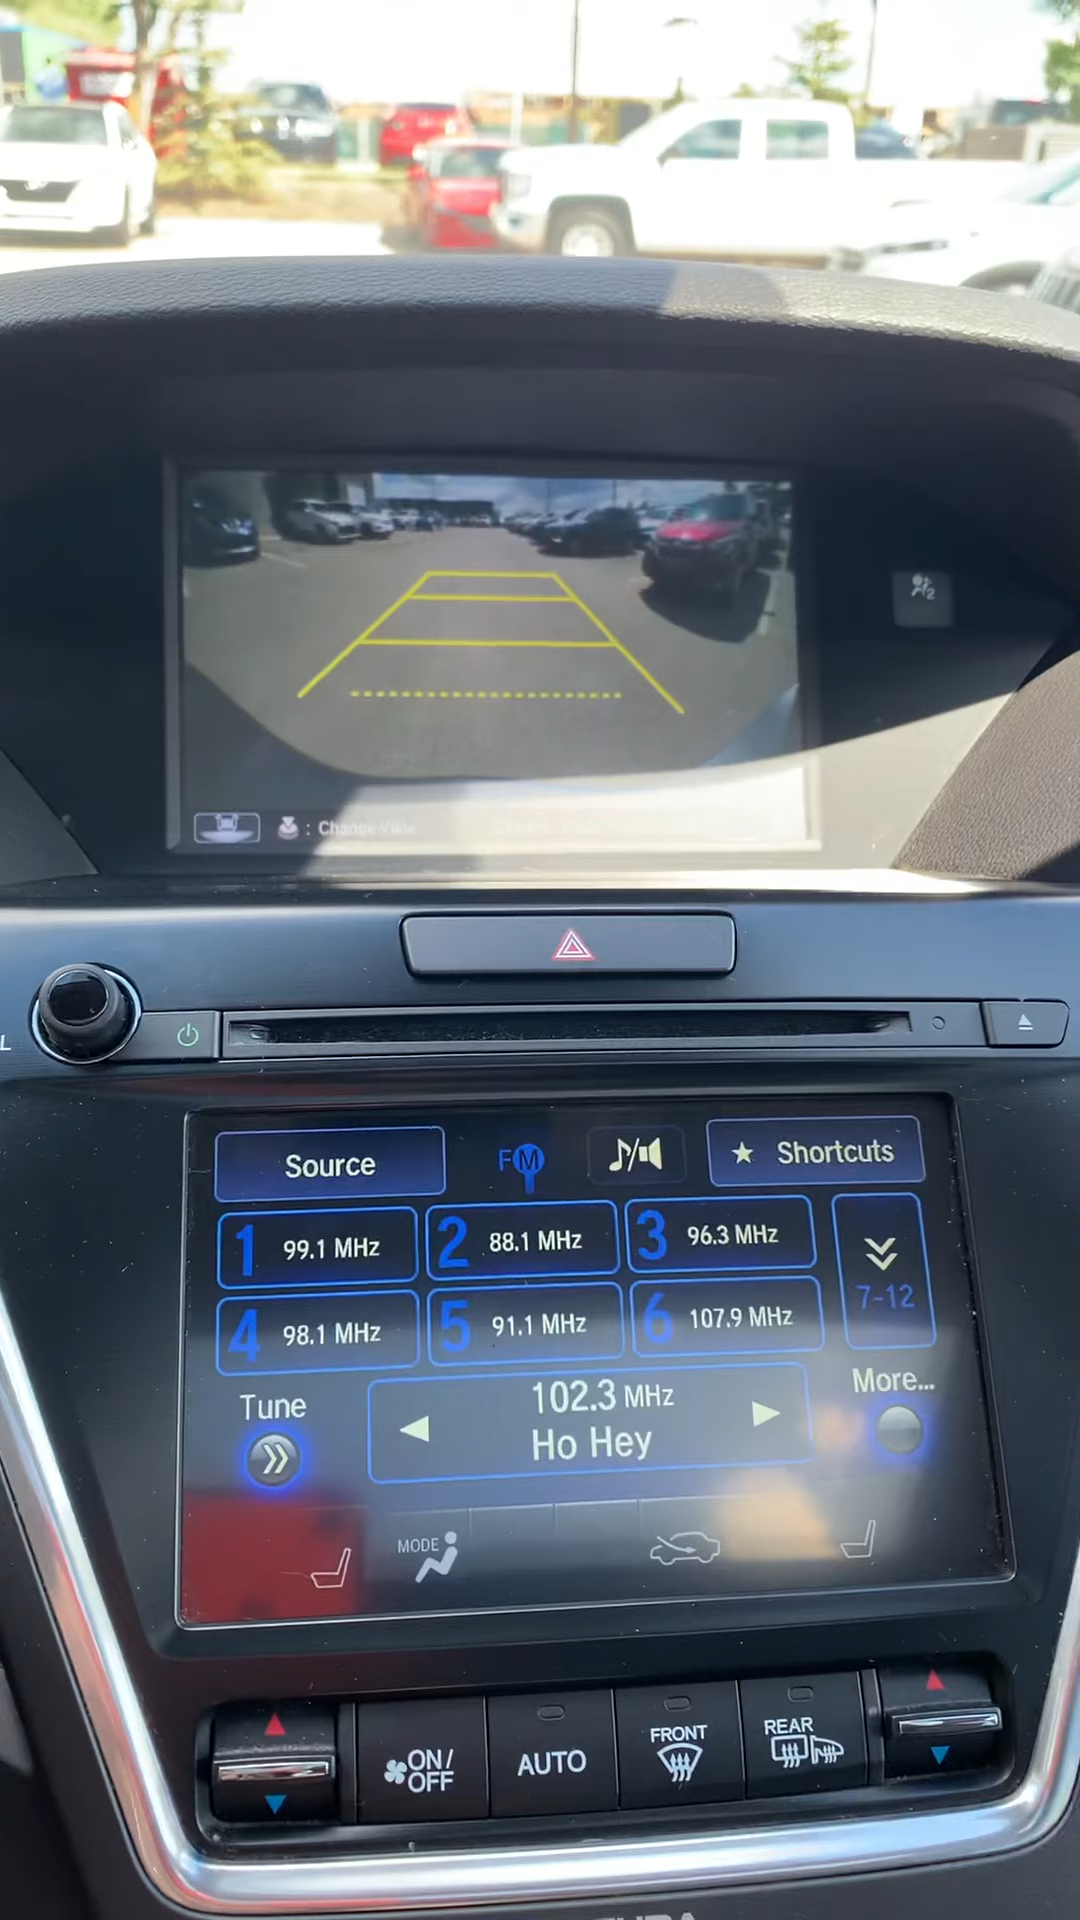 2
: Change View
L
Source
FM
Shortcuts
1 99.1 MHz
2 88.1 MHz
3 96.3 MHz
7-12
4 98.1 MHz
5 91.1 MHz
6 107.9 MHz
Tune
102.3 MHz
Ho Hey
More...
MODE
ON/
OFF
AUTO
FRONT
REAR